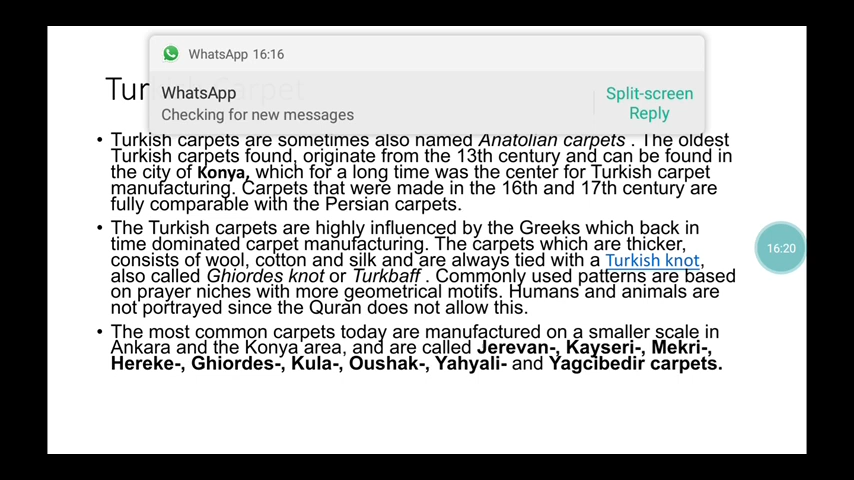 WhatsApp 16:16
WhatsApp
Checking for new messages
Split-screen
Reply
• Turkish carpets are sometimes also named Anatolian carpets . The oldest
Turkish carpets found, originate from the 13th century and can be found in
the city of Konya, which for a long time was the center for Turkish carpet
manufacturing. Carpets that were made in the 16th and 17th century are
fully comparable with the Persian carpets.
• The Turkish carpets are highly influenced by the Greeks which back in
time dominated carpet manufacturing. The carpets which are thicker,
consists of wool, cotton and silk and are always tied with a Turkish knot,
also called Ghiordes knot or Turkbaff . Commonly used patterns are based
on prayer niches with more geometrical motifs. Humans and animals are
not portrayed since the Quran does not allow this.
• The most common carpets today are manufactured on a smaller scale in
Ankara and the Konya area, and are called Jerevan-, Kayseri-, Mekri-,
Hereke-, Ghiordes-, Kula-, Oushak-, Yahyali- and Yagcibedir carpets.
16:20